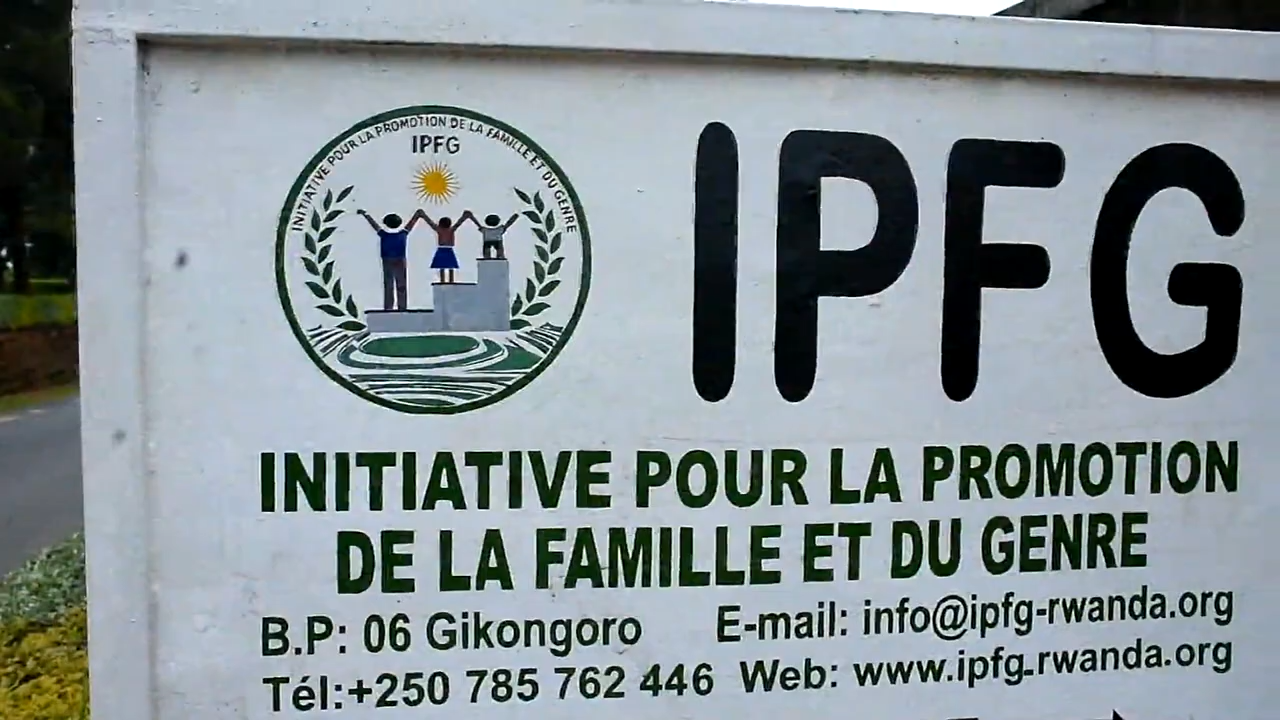 INITIATIVE POUR LA PROMOTION DE LA FAMILLE ET DU GENRE
IPFG
IPFG
INITIATIVE POUR LA PROMOTION
DE LA FAMILLE ET DU GENRE
B.P: 06 Gikongoro E-mail: info@ipfg-rwanda.org
Tél:+250 785 762 446 Web: www.ipfg-rwanda.org